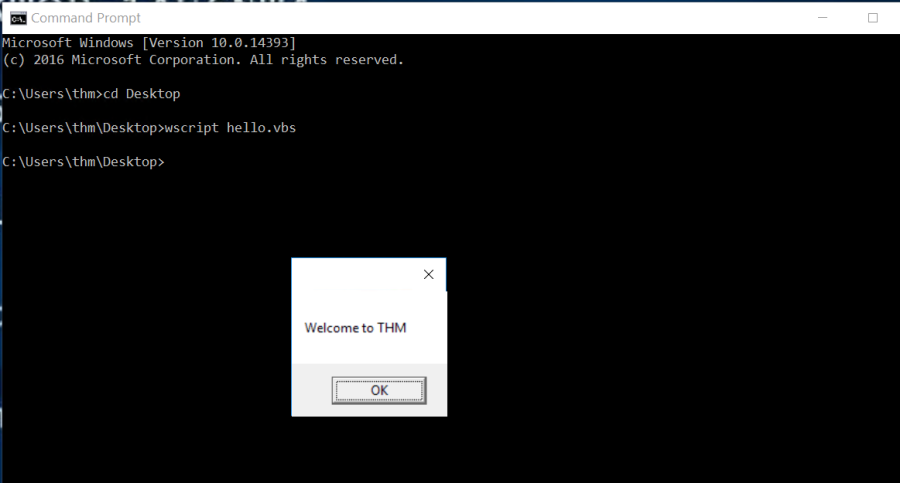 Command Prompt
Microsoft Windows [Version 10.0.14393]
(c) 2016 Microsoft Corporation. All rights reserved.
C:\Users\thm>cd Desktop
C:\Users\thm\Desktop>wscript hello.vbs
C:\Users\thm\Desktop>
Welcome to THM
OK